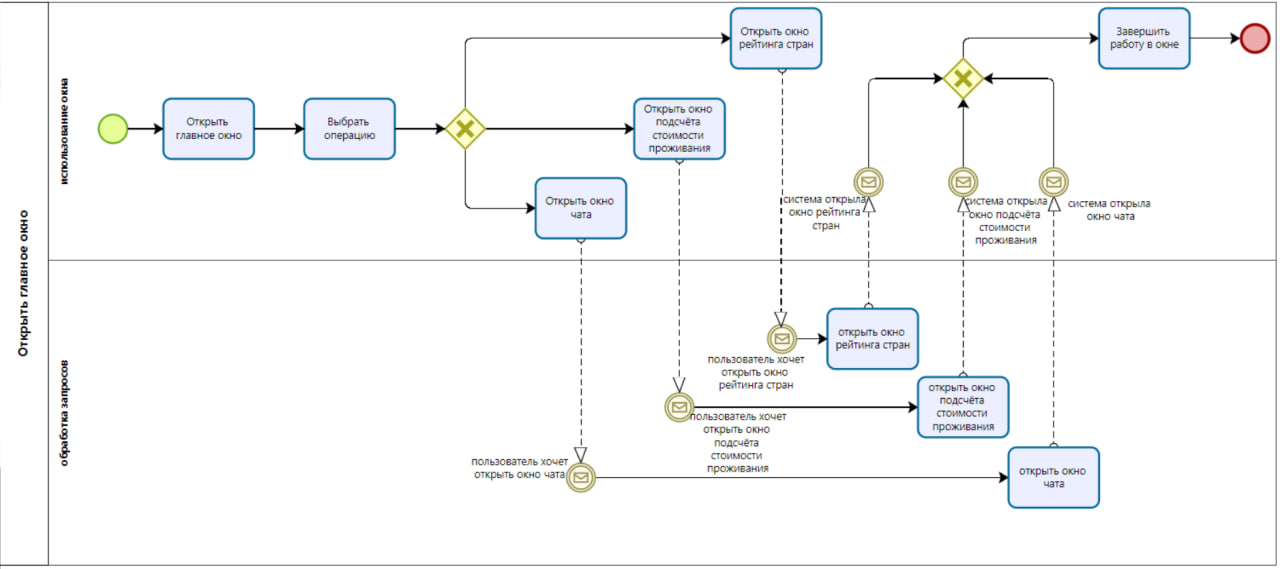 Открыть главное окно
использование окна
Открыть
главное окно
Выбрать
операцию
Открыть окно
рейтинга стран
Открыть окно
подсчёта
стоимости
проживания
Открыть окно
чата
Завершить
работу в окне
система открыла
окно рейтинга
стран
система открыла
окно подсчёта
стоимости
проживания
система открыла
окно чата
обработка запросов
пользователь хочет
открыть окно
рейтинга стран
открыть окно
рейтинга стран
пользователь хочет
открыть окно
подсчёта
стоимости
проживания
открыть окно
подсчёта
стоимости
проживания
пользователь хочет
открыть окно чата
открыть окно
чата